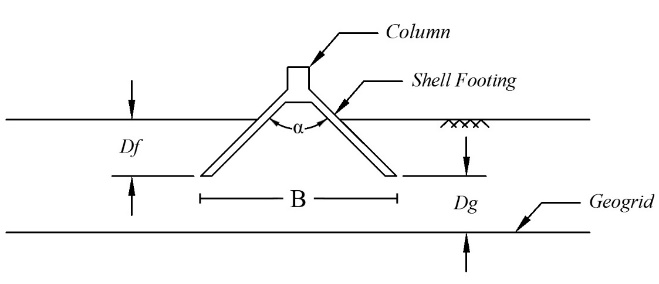 Column
Shell Footing
α
Df
B
Dg
Geogrid